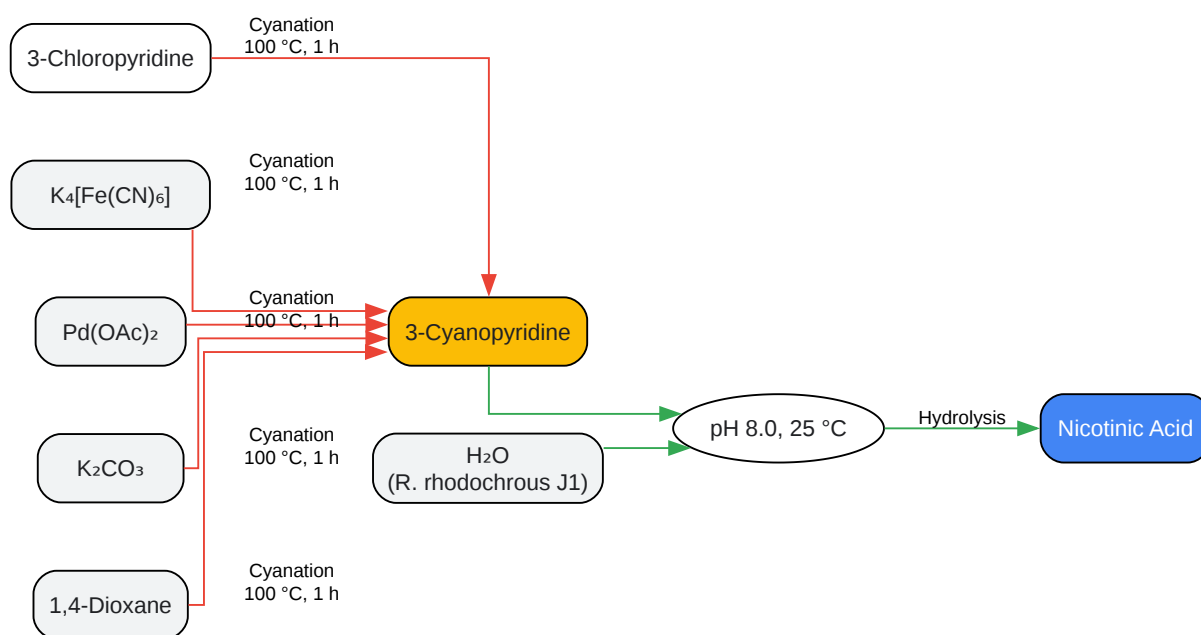 Cyanation
100 °C, 1 h
3-Chloropyridine
Cyanation
100 °C, 1 h
K₄[Fe(CN)₆]
Cyanation
100 °C, 1 h
Pd(OAc)₂
3-Cyanopyridine
Cyanation
100 °C, 1 h
K₂CO₃
H₂O
(R. rhodochrous J1)
pH 8.0, 25 °C
Hydrolysis
Nicotinic Acid
Cyanation
100 °C, 1 h
1,4-Dioxane